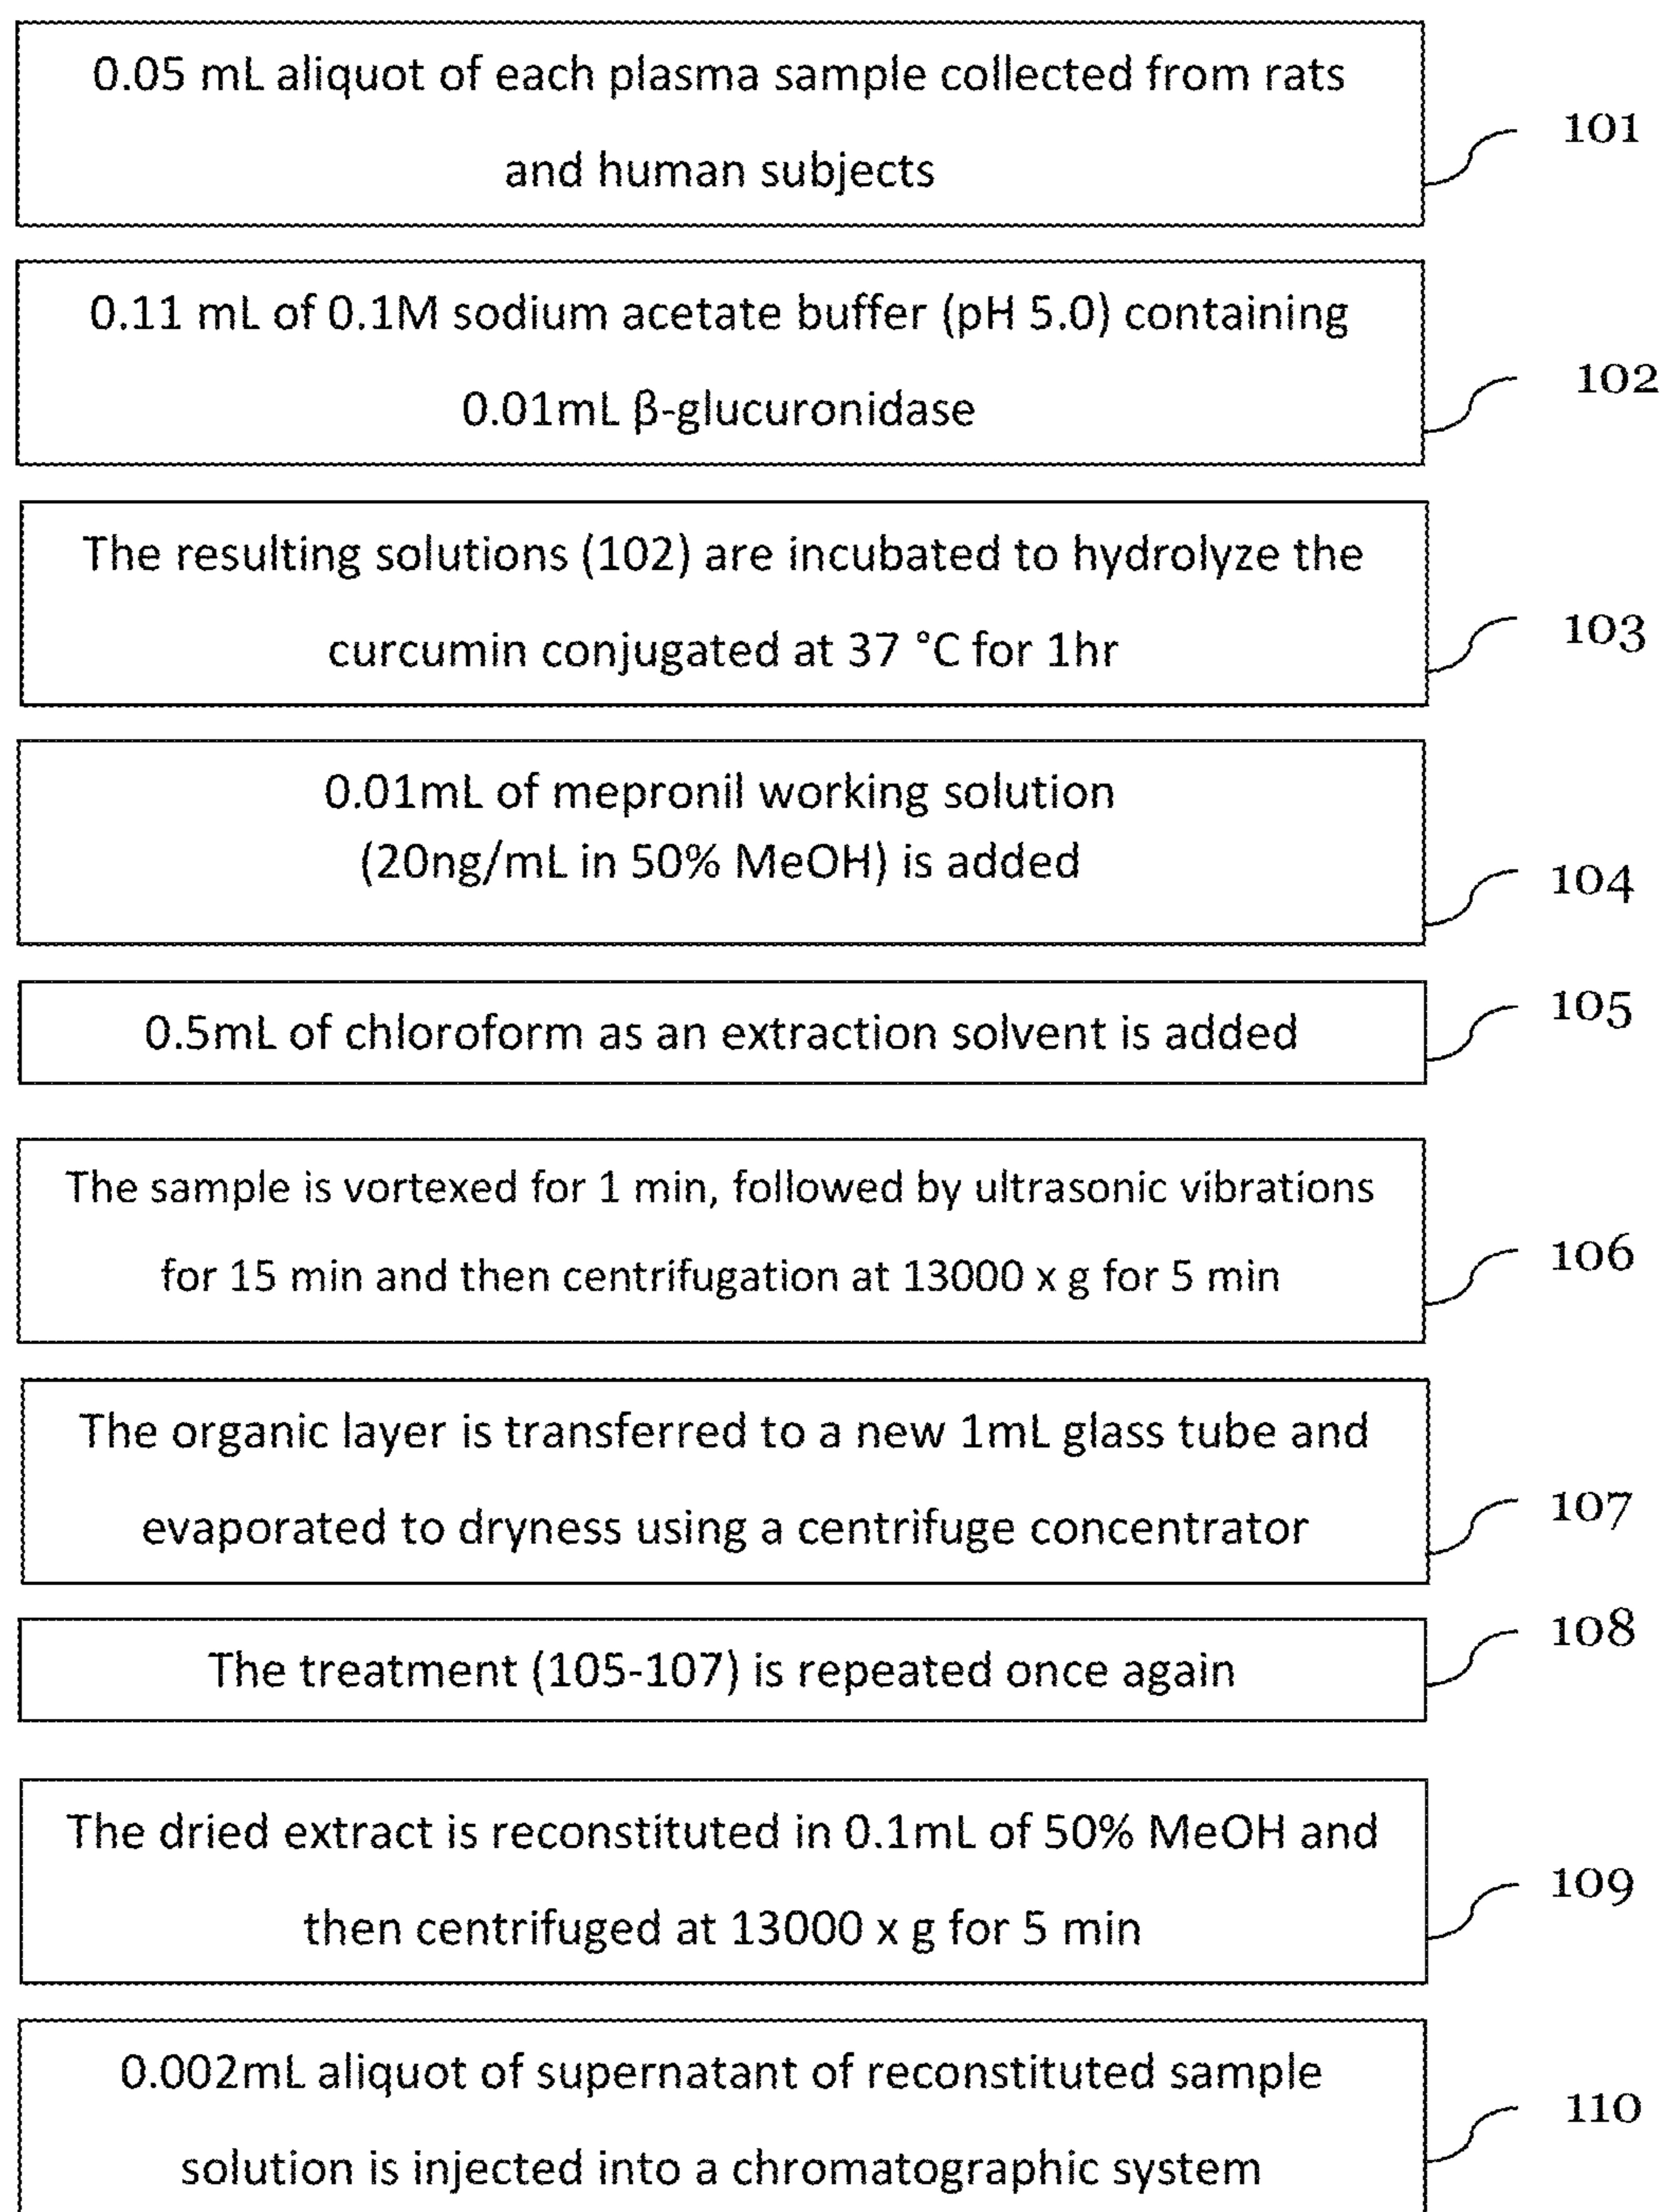 0.05 mL aliquot of each plasma sample collected from rats
and human subjects
101
0.11 mL of 0.1M sodium acetate buffer (pH 5.0) containing
0.01mL β-glucuronidase
102
The resulting solutions (102) are incubated to hydrolyze the
curcumin conjugated at 37 °C for 1hr
103
0.01mL of mepronil working solution
(20ng/mL in 50% MeOH) is added
104
0.5mL of chloroform as an extraction solvent is added
105
The sample is vortexed for 1 min, followed by ultrasonic vibrations
for 15 min and then centrifugation at 13000 x g for 5 min
106
The organic layer is transferred to a new 1mL glass tube and
evaporated to dryness using a centrifuge concentrator
107
The treatment (105-107) is repeated once again
108
The dried extract is reconstituted in 0.1mL of 50% MeOH and
then centrifuged at 13000 x g for 5 min
109
0.002mL aliquot of supernatant of reconstituted sample
solution is injected into a chromatographic system
110